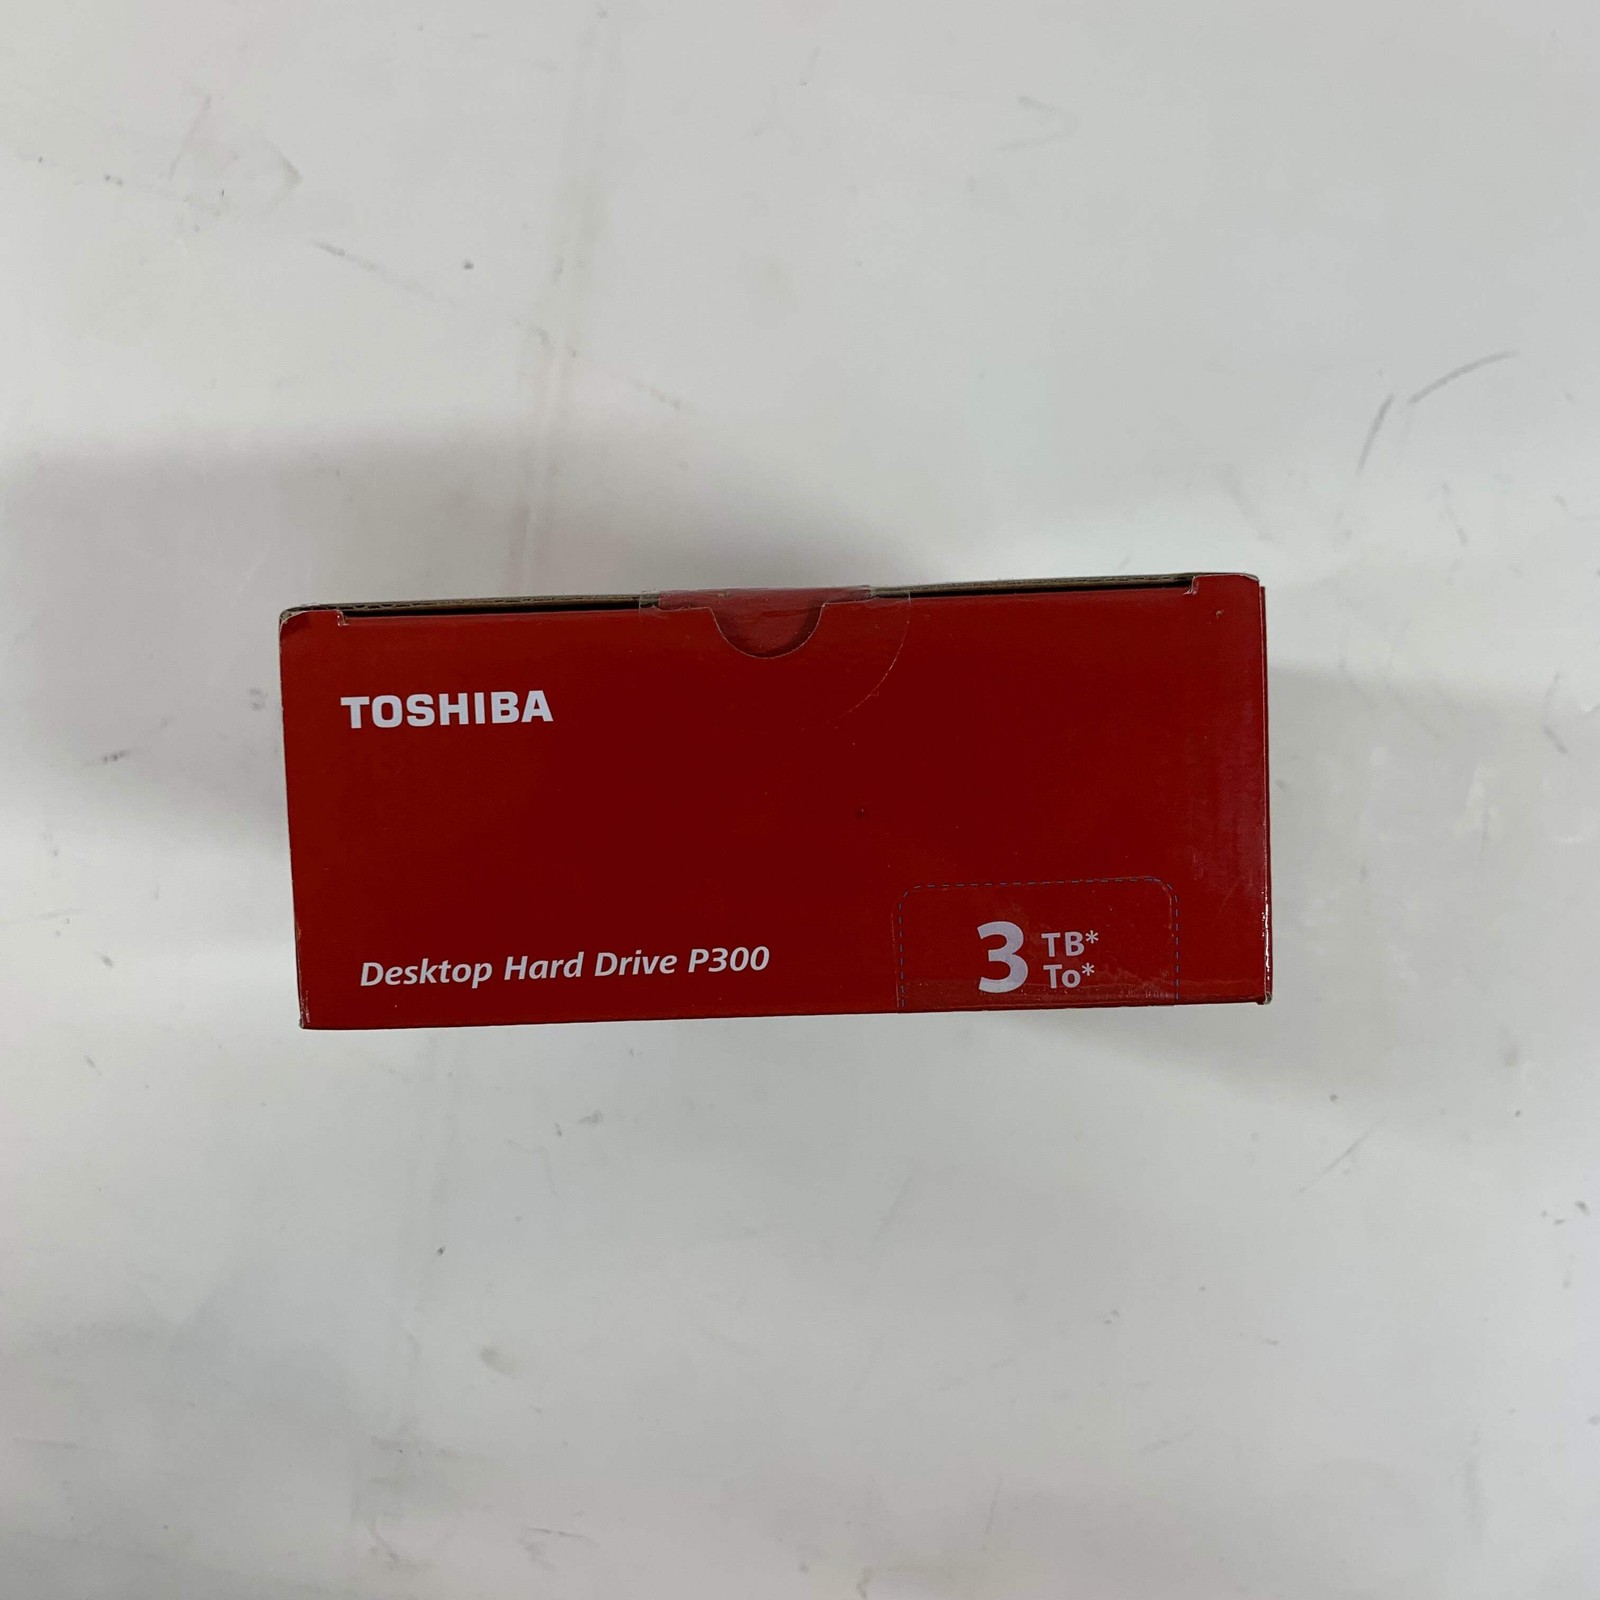 TOSHIBA
Desktop Hard Drive P300
3 TB*
To*